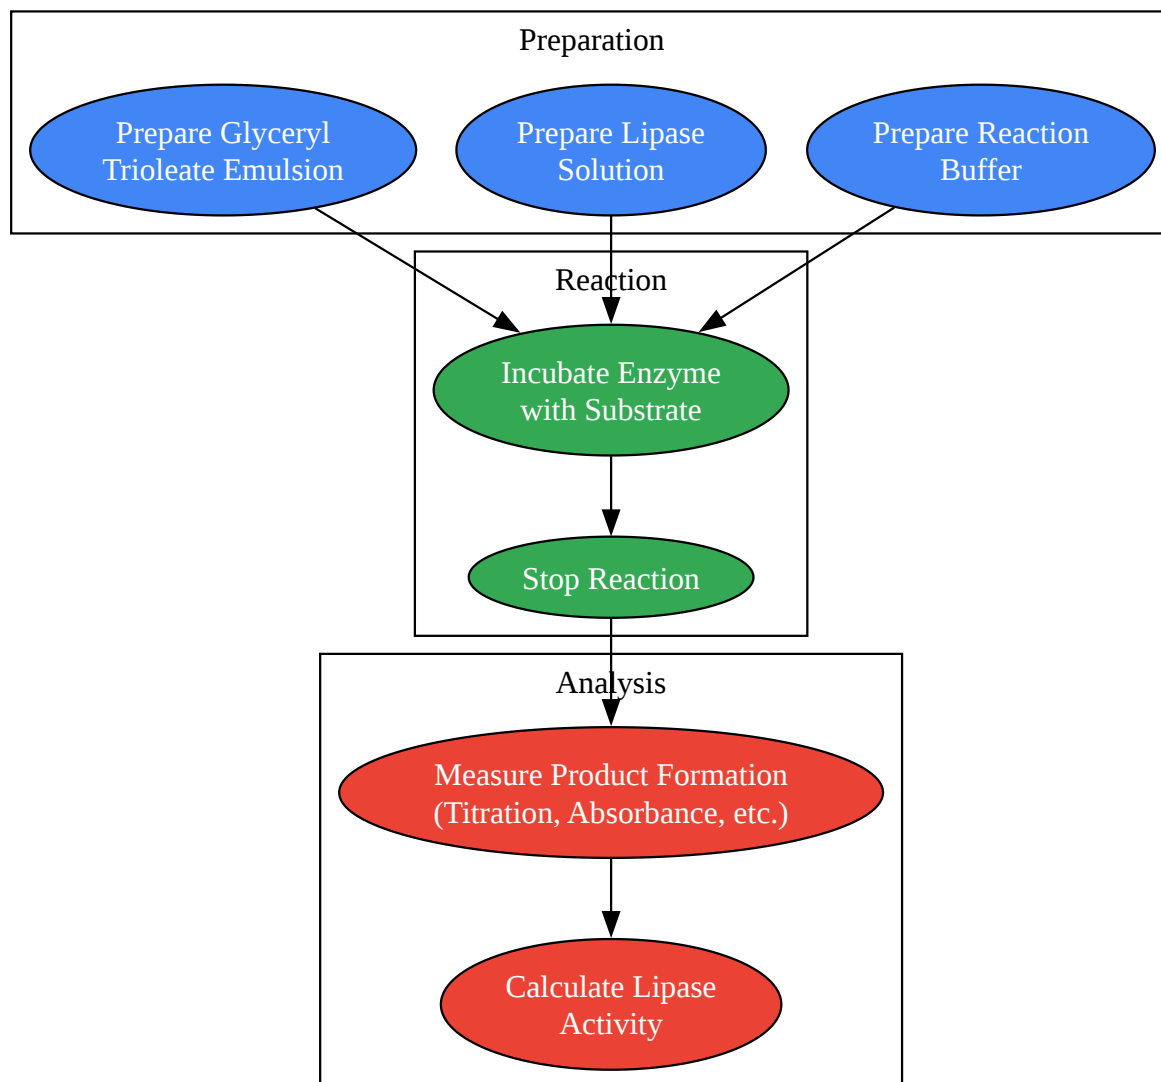 Preparation
Prepare Glyceryl
Trioleate Emulsion
Prepare Lipase
Solution
Prepare Reaction
Buffer
Reaction
Incubate Enzyme
with Substrate
Stop Reaction
Analysis
Measure Product Formation
(Titration, Absorbance, etc.)
Calculate Lipase
Activity